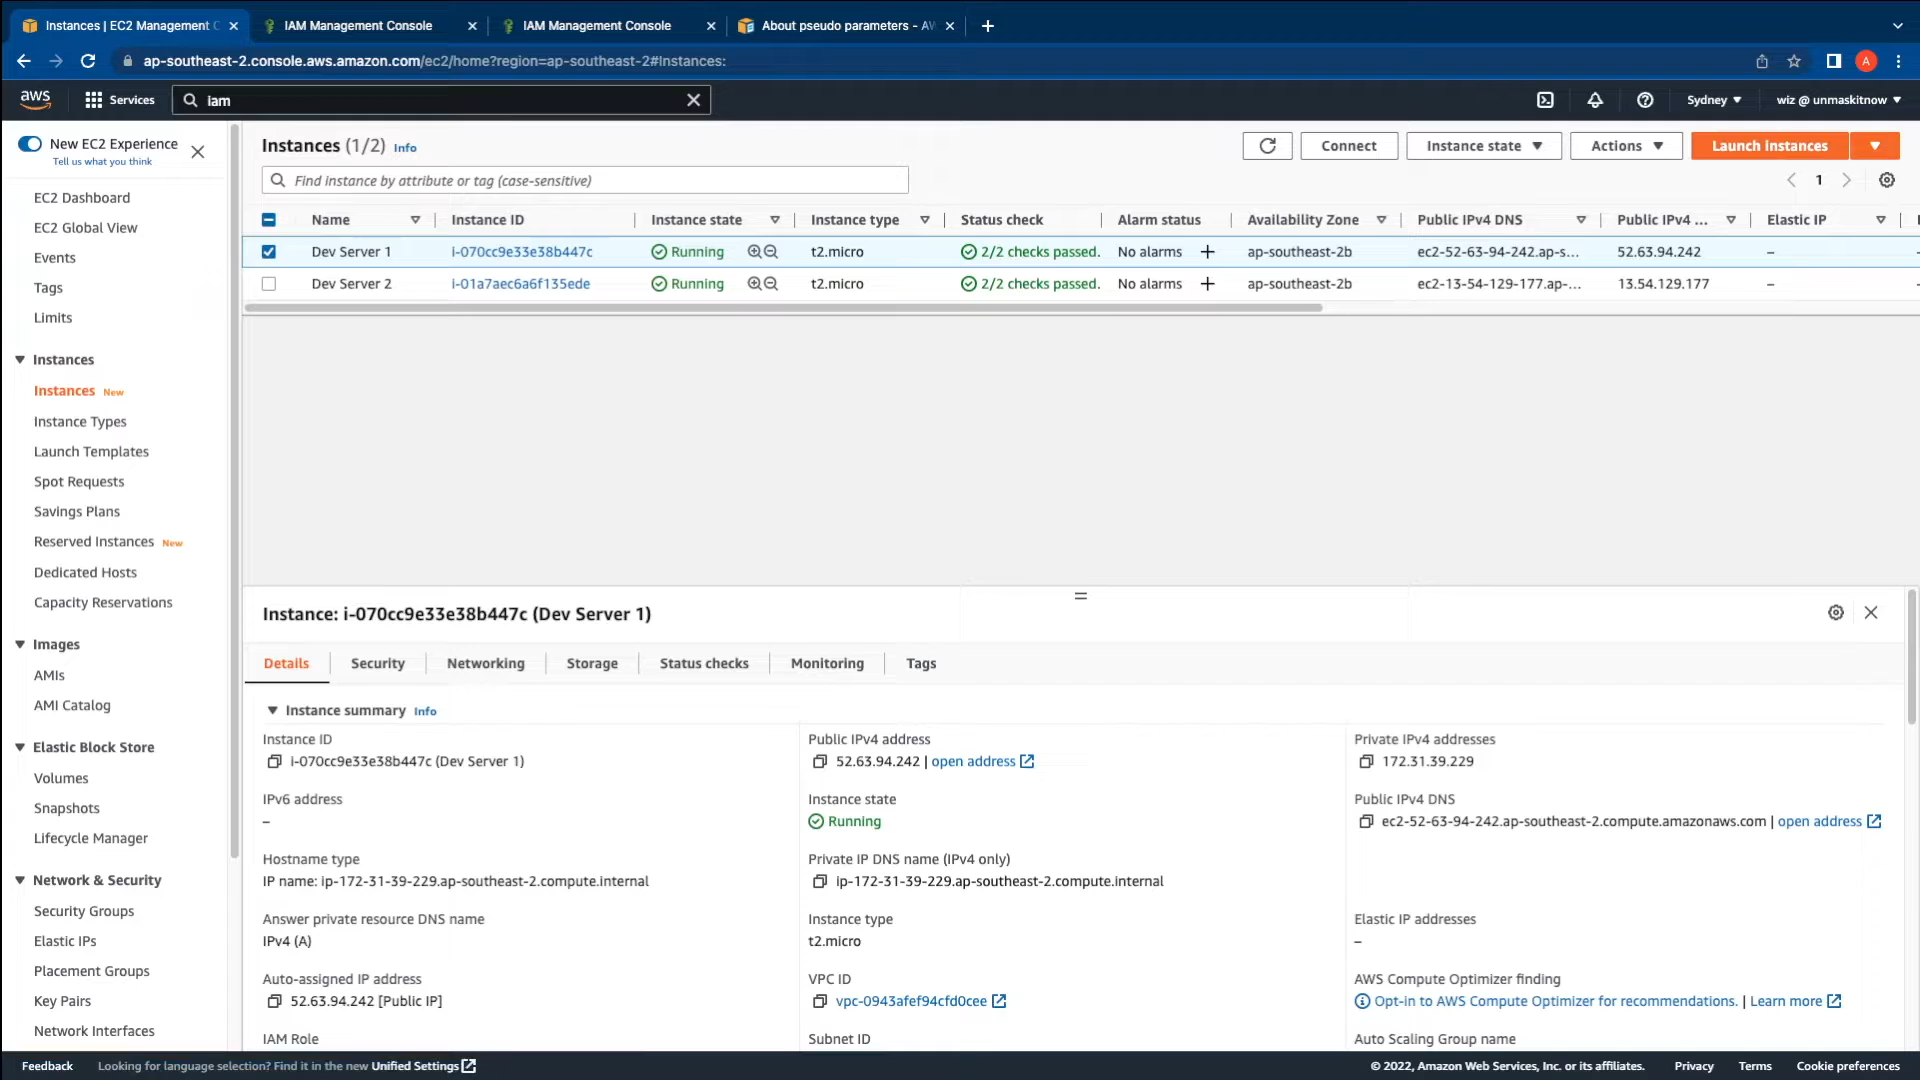 Instances | EC2 Management C
IAM Management Console
IAM Management Console
About pseudo parameters - AW
ap-southeast-2.console.aws.amazon.com/ec2/home?region=ap-southeast-2#Instances:
A
aws
Services
iam
Sydney
wiz @ unmaskitnow
New EC2 Experience
Tell us what you think
EC2 Dashboard
EC2 Global View
Events
Tags
Limits
Instances
Instances New
Instance Types
Launch Templates
Spot Requests
Savings Plans
Reserved Instances New
Dedicated Hosts
Capacity Reservations
Images
AMIs
AMI Catalog
Elastic Block Store
Volumes
Snapshots
Lifecycle Manager
Network & Security
Security Groups
Elastic IPs
Placement Groups
Key Pairs
Network Interfaces
Instances (1/2) Info
Connect
Instance state
Actions
Launch instances
Find instance by attribute or tag (case-sensitive)
1
Name Instance ID Instance state Instance type Status check Alarm status Availability Zone Public IPv4 DNS Public IPv4 ... Elastic IP
Dev Server 1 i-070cc9e33e38b447c Running t2.micro 2/2 checks passed. No alarms + ap-southeast-2b ec2-52-63-94-242.ap-s... 52.63.94.242 –
Dev Server 2 i-01a7aec6a6f135ede Running t2.micro 2/2 checks passed. No alarms + ap-southeast-2b ec2-13-54-129-177.ap-... 13.54.129.177 –
Instance: i-070cc9e33e38b447c (Dev Server 1)
Details Security Networking Storage Status checks Monitoring Tags
Instance summary Info
Instance ID
i-070cc9e33e38b447c (Dev Server 1)
Public IPv4 address
52.63.94.242 | open address
Private IPv4 addresses
172.31.39.229
IPv6 address
–
Instance state
Running
Public IPv4 DNS
ec2-52-63-94-242.ap-southeast-2.compute.amazonaws.com | open address
Hostname type
IP name: ip-172-31-39-229.ap-southeast-2.compute.internal
Private IP DNS name (IPv4 only)
ip-172-31-39-229.ap-southeast-2.compute.internal
Answer private resource DNS name
IPv4 (A)
Instance type
t2.micro
Elastic IP addresses
–
Auto-assigned IP address
52.63.94.242 [Public IP]
VPC ID
vpc-0943afef94cfd0cee
AWS Compute Optimizer finding
Opt-in to AWS Compute Optimizer for recommendations. | Learn more
IAM Role
Subnet ID
Auto Scaling Group name
Feedback
Looking for language selection? Find it in the new Unified Settings
© 2022, Amazon Web Services, Inc. or its affiliates.
Privacy
Terms
Cookie preferences